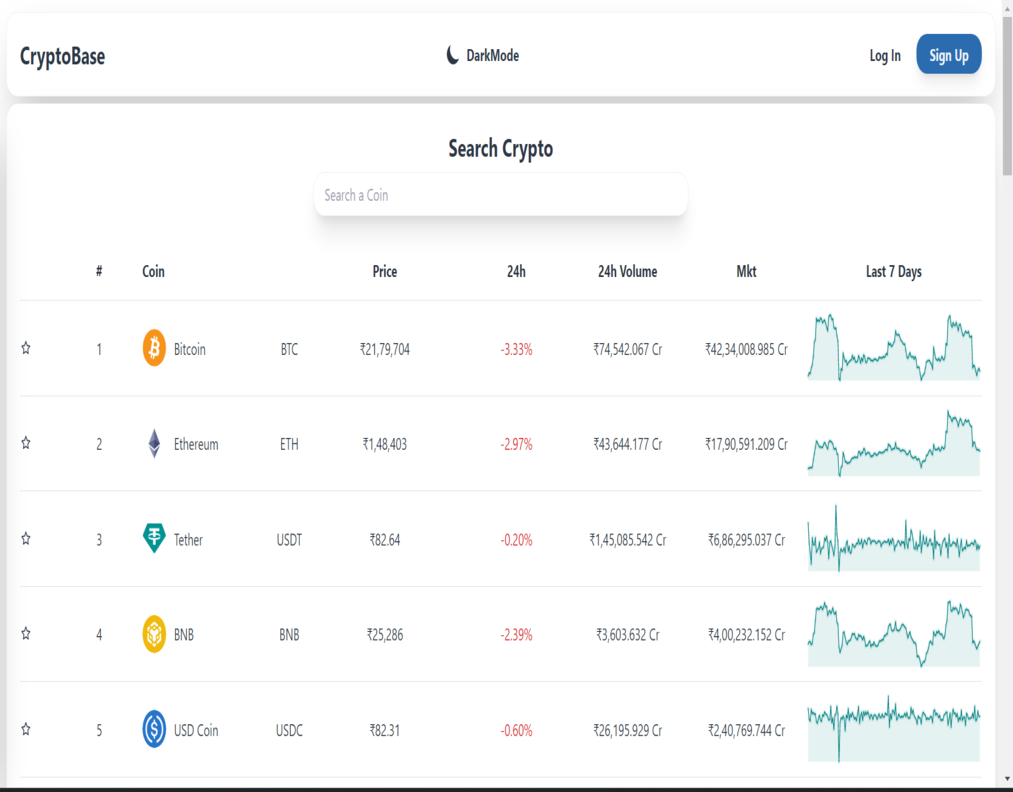 CryptoBase DarkMode Log In Sign Up
Search Crypto
Search a Coin
# Coin Price 24h 24h Volume Mkt Last 7 Days
1 Bitcoin BTC ₹21,79,704 -3.33% ₹74,542.067 Cr ₹42,34,008.985 Cr
2 Ethereum ETH ₹1,48,403 -2.97% ₹43,644.177 Cr ₹17,90,591.209 Cr
3 Tether USDT ₹82.64 -0.20% ₹1,45,085.542 Cr ₹6,86,295.037 Cr
4 BNB BNB ₹25,286 -2.39% ₹3,603.632 Cr ₹4,00,232.152 Cr
5 USD Coin USDC ₹82.31 -0.60% ₹26,195.929 Cr ₹2,40,769.744 Cr